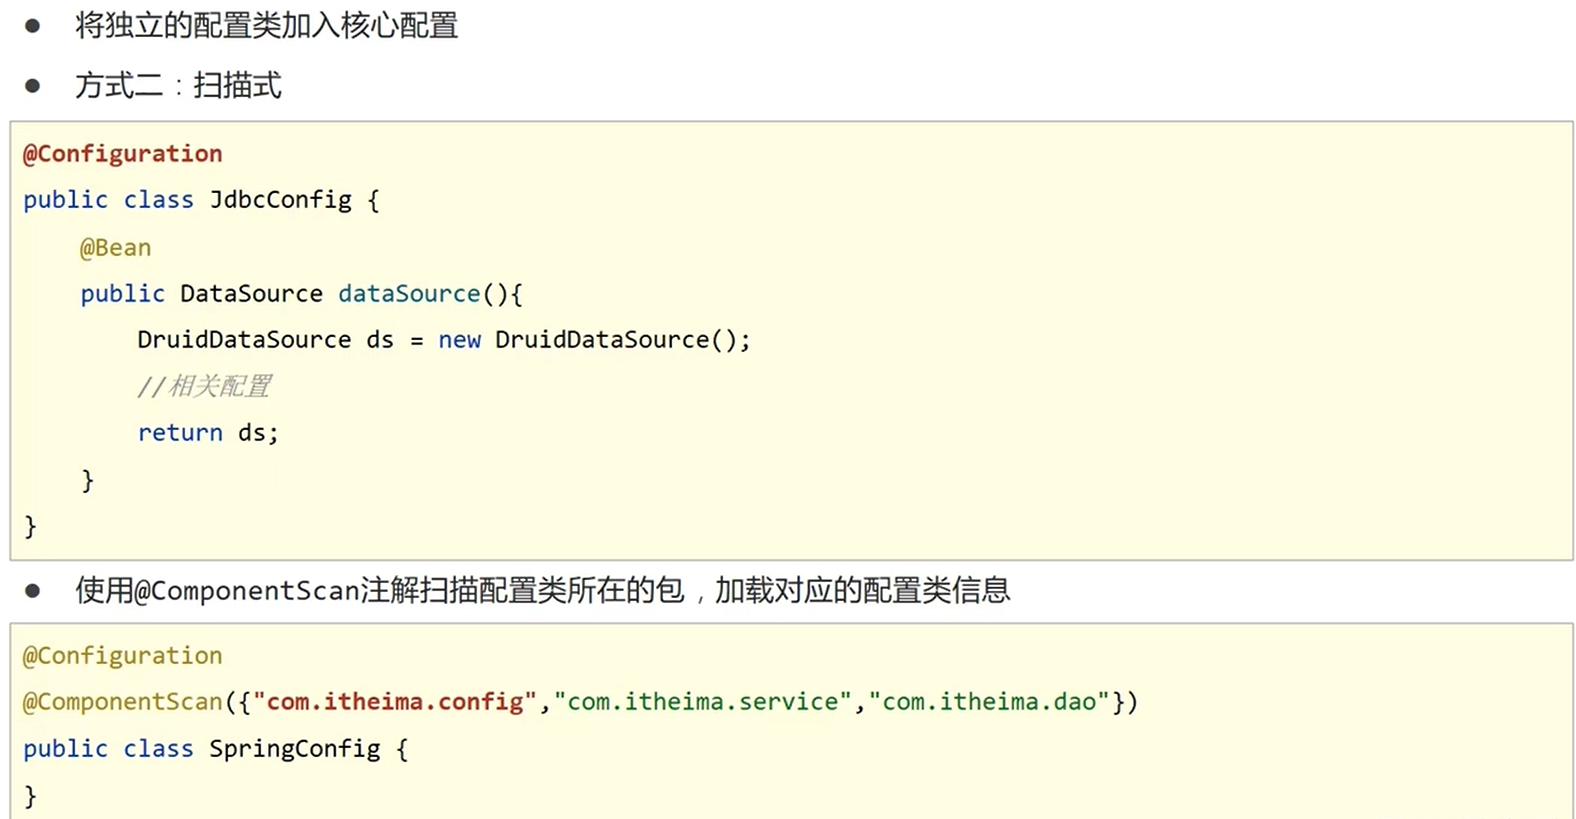 ● 将独立的配置类加入核心配置
● 方式二：扫描式
@Configuration
public class JdbcConfig {
    @Bean
    public DataSource dataSource(){
        DruidDataSource ds = new DruidDataSource();
        //相关配置
        return ds;
    }
}
● 使用@ComponentScan注解扫描配置类所在的包，加载对应的配置类信息
@Configuration
@ComponentScan({"com.itheima.config","com.itheima.service","com.itheima.dao"})
public class SpringConfig {
}